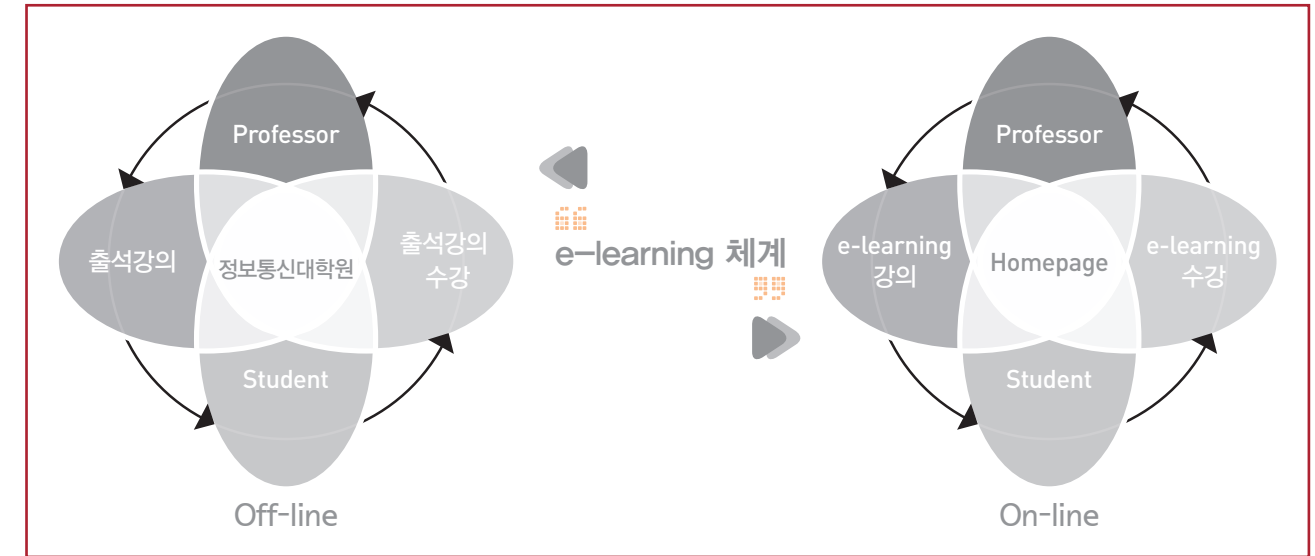 Professor
출석강의
정보통신대학원
출석강의
수강
Student
Off-line
“
e-learning 체계
”
Professor
e-learning
강의
Homepage
e-learning
수강
Student
On-line